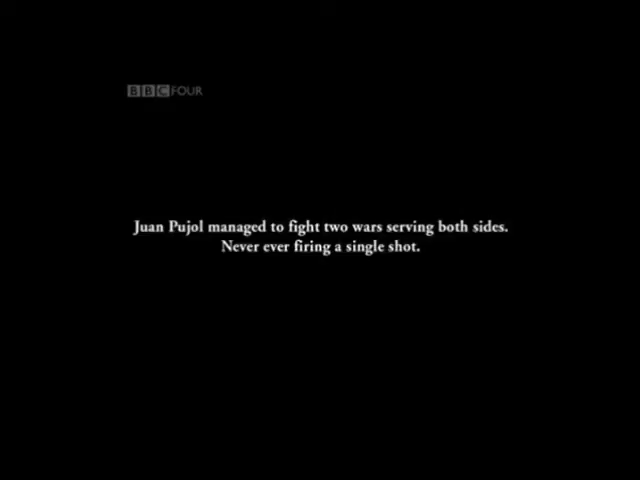 BBC FOUR
Juan Pujol managed to fight two wars serving both sides.
Never ever firing a single shot.